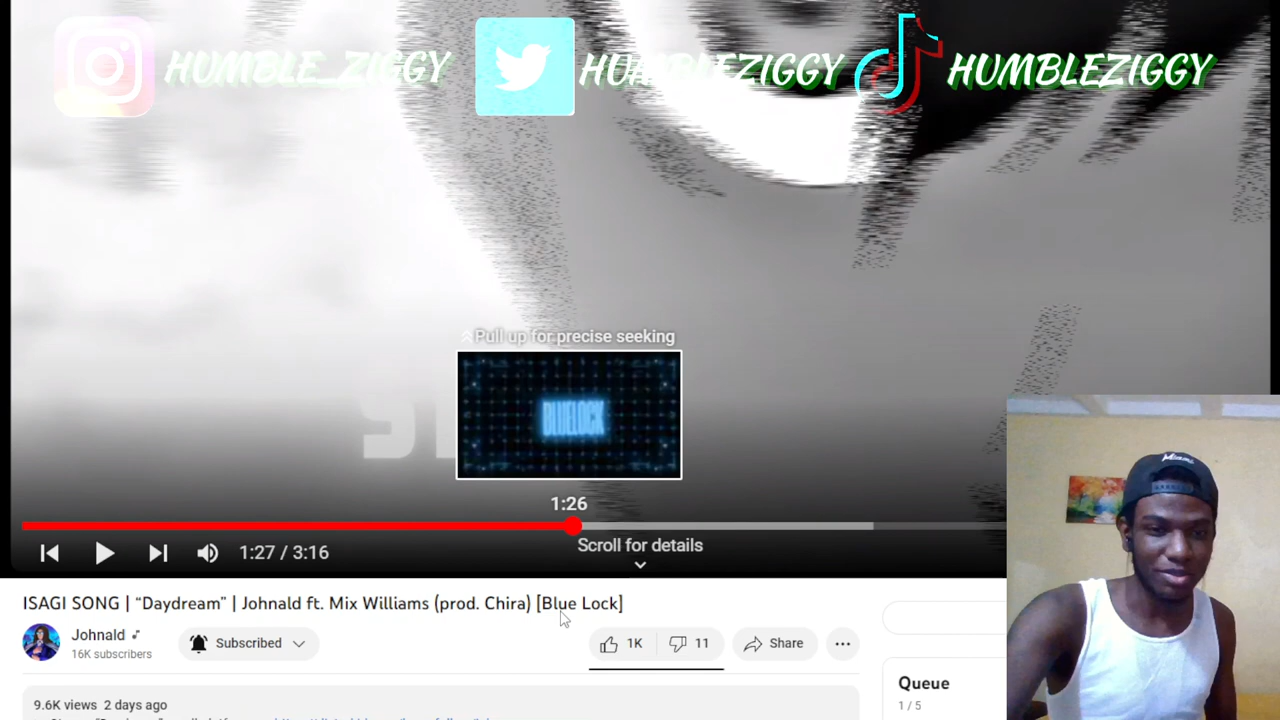 HUMBLE_ZIGGY HUMBLEZIGGY HUMBLEZIGGY
Pull up for precise seeking
BLUELOCK
1:26
1:27 / 3:16
Scroll for details
ISAGI SONG | “Daydream” | Johnald ft. Mix Williams (prod. Chira) [Blue Lock]
Johnald
16K subscribers
Subscribed
1K
11
Share
Miami
Queue
1 / 5
9.6K views 2 days ago